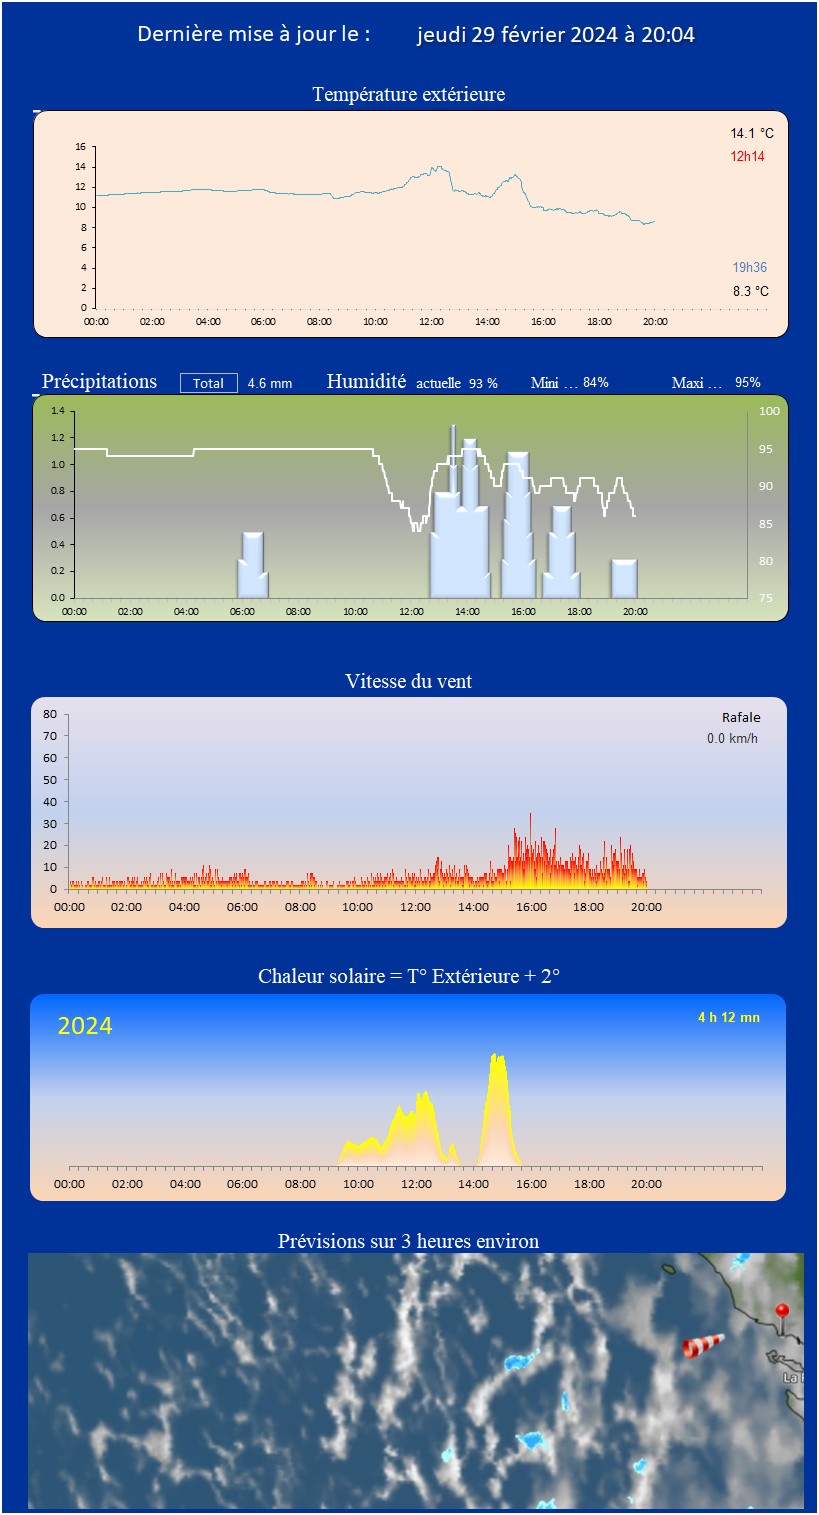 Dernière mise à jour le : jeudi 29 février 2024 à 20:04
Température extérieure
14.1 °C
12h14
16
14
12
10
8
6
4
2
0
19h36
8.3 °C
00:00 02:00 04:00 06:00 08:00 10:00 12:00 14:00 16:00 18:00 20:00
Précipitations Total 4.6 mm Humidité actuelle 93 % Mini ... 84% Maxi ... 95%
1.4 100
1.2
95
1.0
0.8 90
0.6
85
0.4
80
0.2
0.0 75
00:00 02:00 04:00 06:00 08:00 10:00 12:00 14:00 16:00 18:00 20:00
Vitesse du vent
Rafale
0.0 km/h
80
70
60
50
40
30
20
10
0
00:00 02:00 04:00 06:00 08:00 10:00 12:00 14:00 16:00 18:00 20:00
Chaleur solaire = T° Extérieure + 2°
2024 4 h 12 mn
00:00 02:00 04:00 06:00 08:00 10:00 12:00 14:00 16:00 18:00 20:00
Prévisions sur 3 heures environ
La